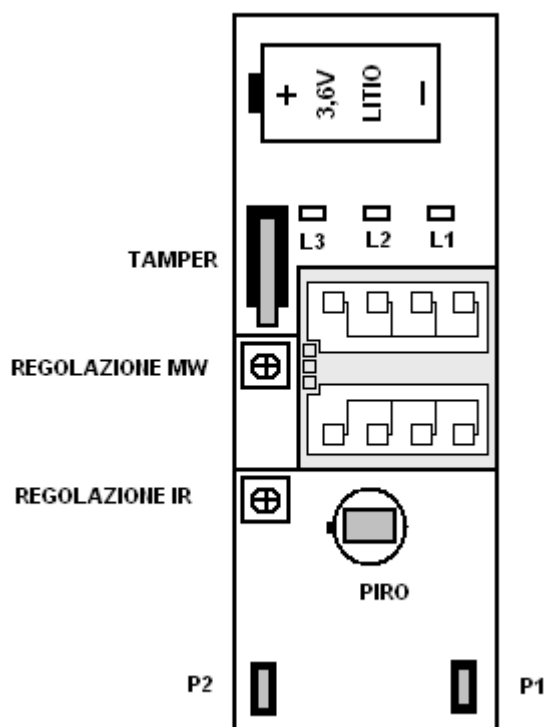 + 3,6V LITIO –
L3 L2 L1
TAMPER
REGOLAZIONE MW
REGOLAZIONE IR
PIRO
P2
P1